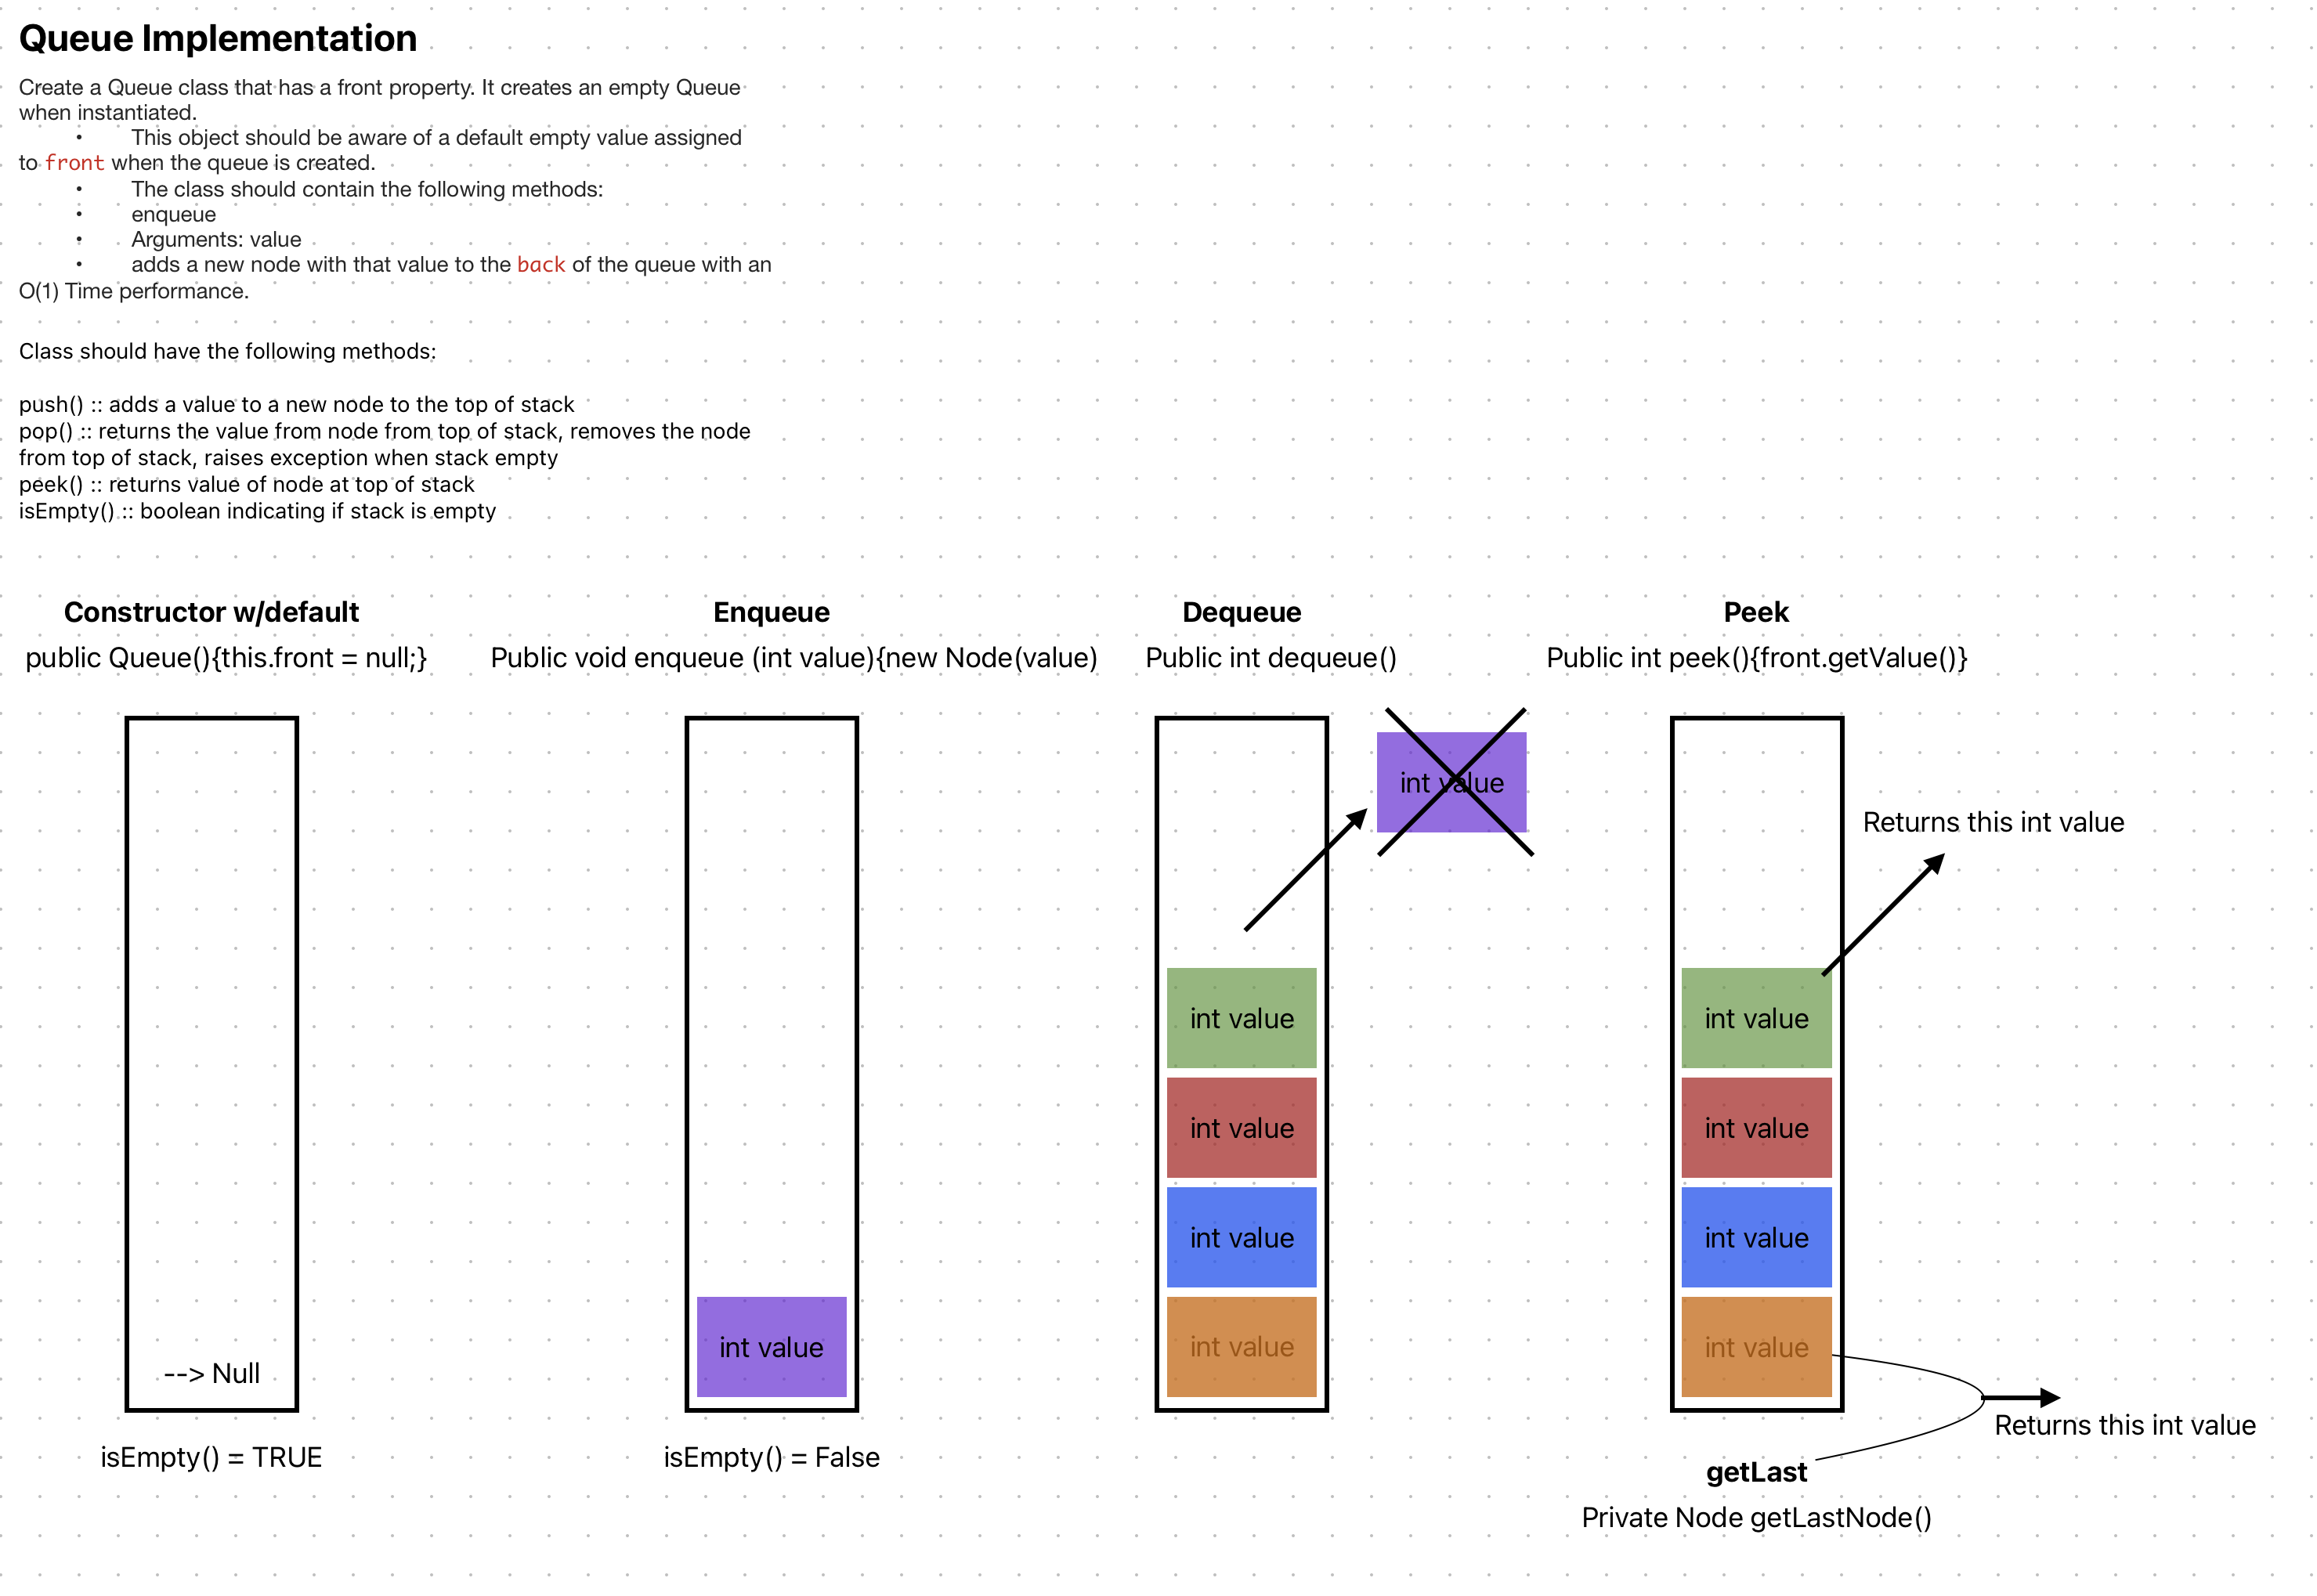 Queue Implementation
Create a Queue class that has a front property. It creates an empty Queue
when instantiated.
• This object should be aware of a default empty value assigned
to front when the queue is created.
• The class should contain the following methods:
• enqueue
• Arguments: value
• adds a new node with that value to the back of the queue with an
O(1) Time performance.
Class should have the following methods:
push() :: adds a value to a new node to the top of stack
pop() :: returns the value from node from top of stack, removes the node
from top of stack, raises exception when stack empty
peek() :: returns value of node at top of stack
isEmpty() :: boolean indicating if stack is empty
Constructor w/default
public Queue(){this.front = null;}
--> Null
isEmpty() = TRUE
Enqueue
Public void enqueue (int value){new Node(value)
int value
isEmpty() = False
Dequeue
Public int dequeue()
int value
int value
int value
int value
int value
Peek
Public int peek(){front.getValue()}
Returns this int value
int value
int value
int value
int value
Returns this int value
getLast
Private Node getLastNode()